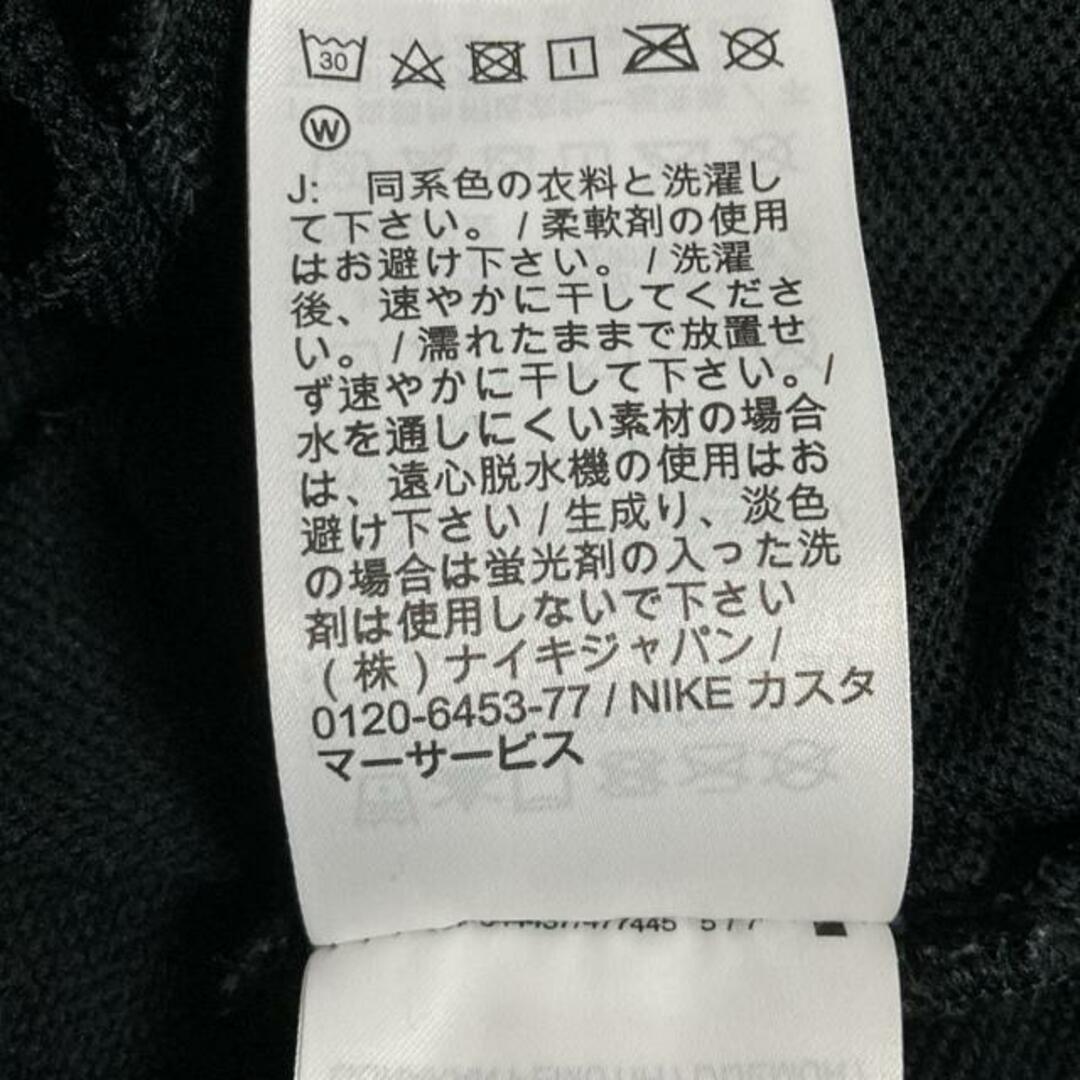 30
W
J: 同系色の衣料と洗濯し
て下さい。 / 柔軟剤の使用
はお避け下さい。 / 洗濯
後、速やかに干してくださ
い。 / 濡れたままで放置せ
ず速やかに干して下さい。 /
水を通しにくい素材の場合
は、遠心脱水機の使用はお
避け下さい / 生成り、淡色
の場合は蛍光剤の入った洗
剤は使用しないで下さい
(株)ナイキジャパン /
0120-6453-77 / NIKE カスタ
マーサービス
477445 5 / 7